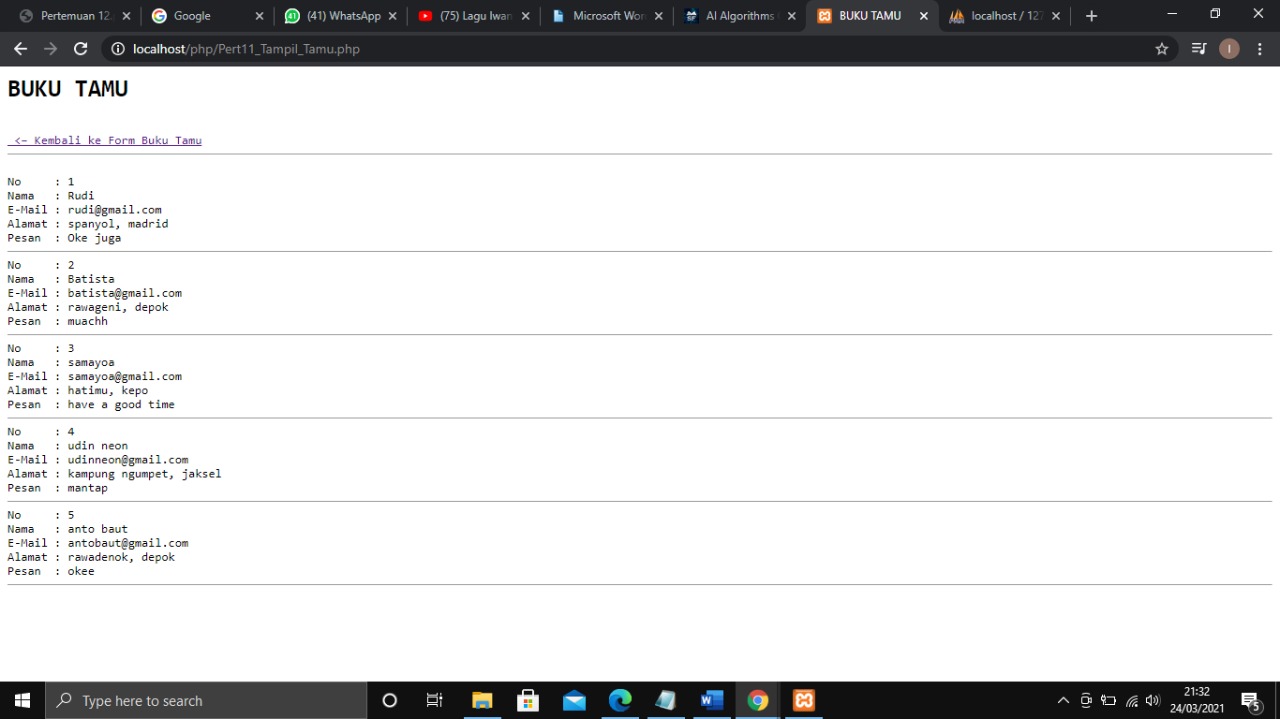 Pertemuan 12.
Google
(41) WhatsApp
(75) Lagu Iwan
Microsoft Wor
AI Algorithms
BUKU TAMU
localhost / 127
localhost/php/Pert11_Tampil_Tamu.php
BUKU TAMU
<- Kembali ke Form Buku Tamu
No : 1
Nama : Rudi
E-Mail : rudi@gmail.com
Alamat : spanyol, madrid
Pesan : Oke juga
No : 2
Nama : Batista
E-Mail : batista@gmail.com
Alamat : rawageni, depok
Pesan : muachh
No : 3
Nama : samayoa
E-Mail : samayoa@gmail.com
Alamat : hatimu, kepo
Pesan : have a good time
No : 4
Nama : udin neon
E-Mail : udinneon@gmail.com
Alamat : kampung ngumpet, jaksel
Pesan : mantap
No : 5
Nama : anto baut
E-Mail : antobaut@gmail.com
Alamat : rawadenok, depok
Pesan : okee
Type here to search
21:32
24/03/2021
5